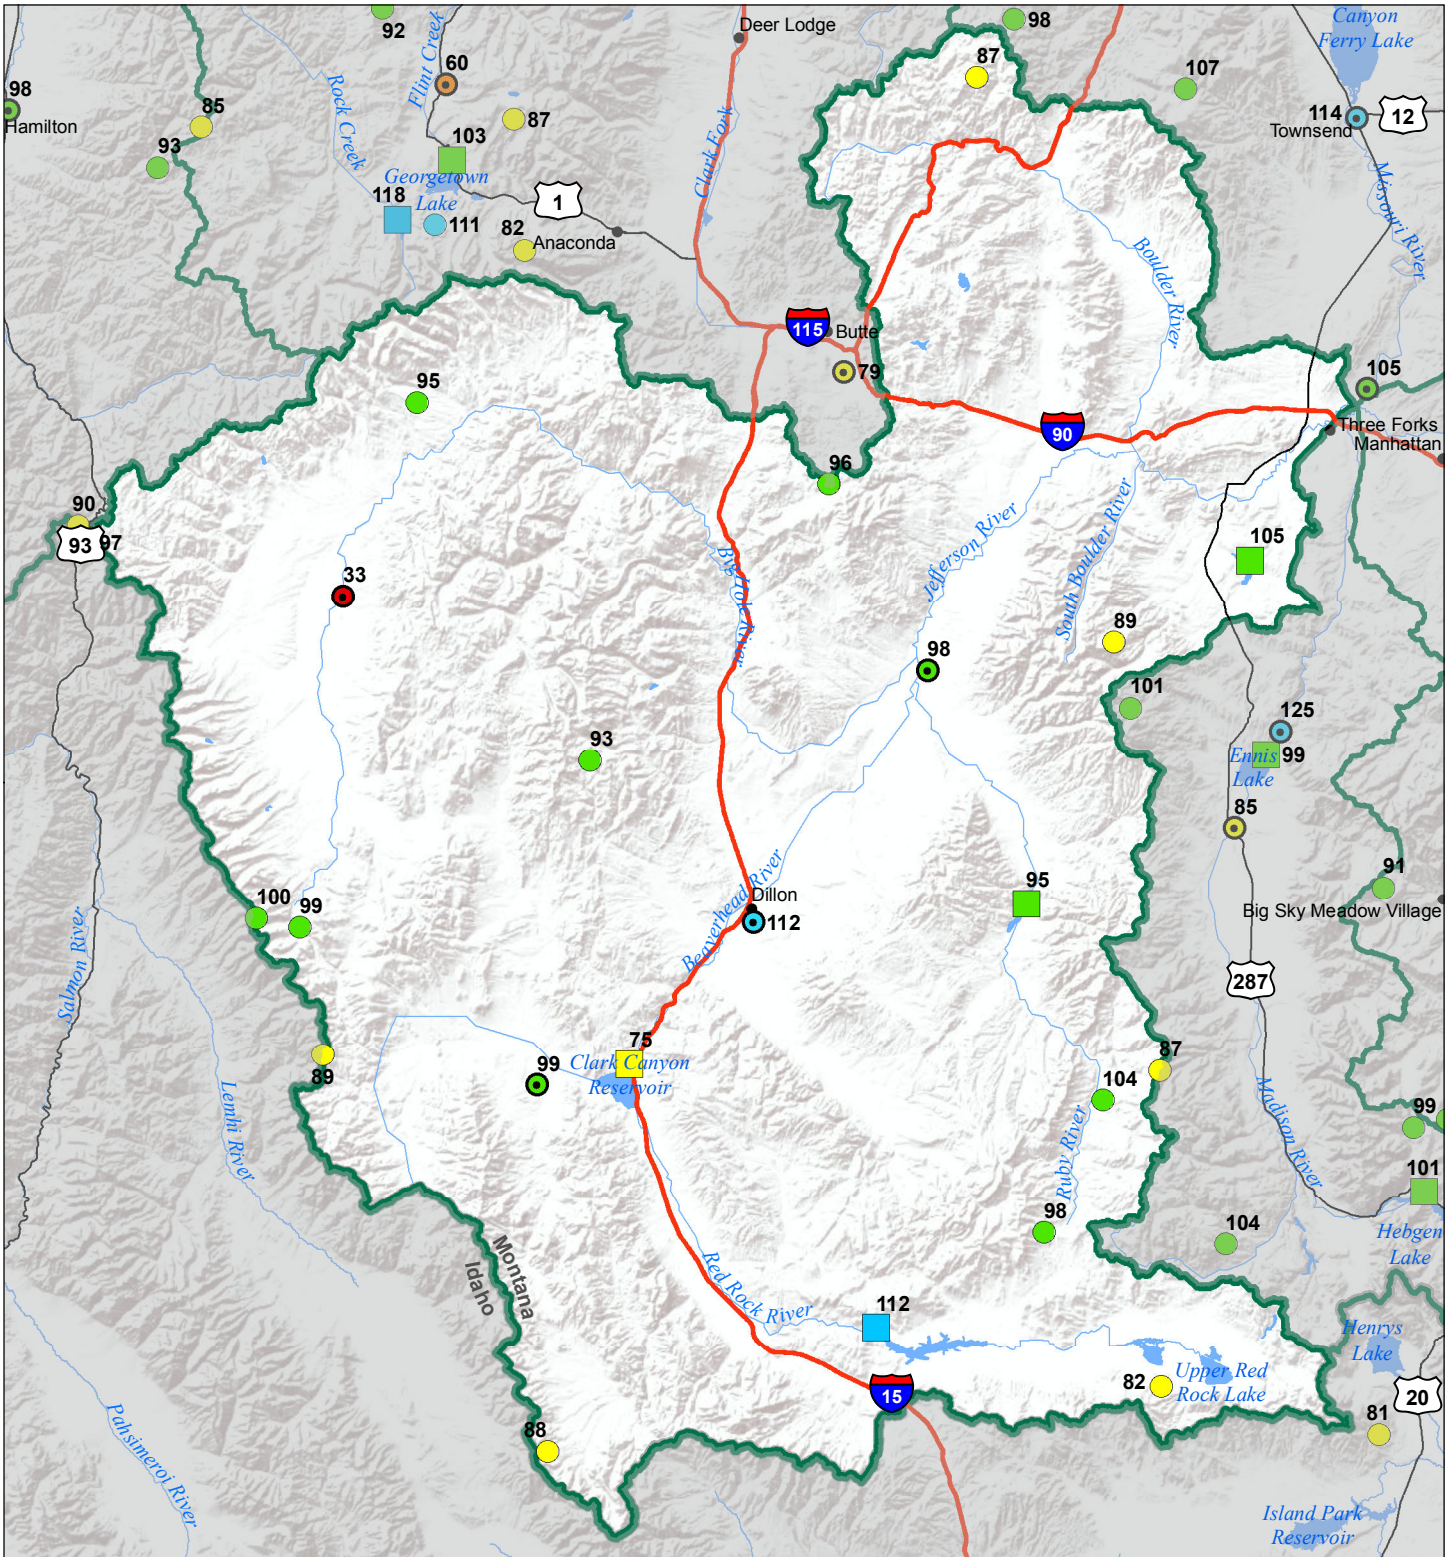 92
98
Canyon
Ferry Lake
Deer Lodge
Flint Creek
60
87
107
98
Rock Creek
85
87
114
12
Hamilton
Townsend
93
103
Clark Fork
Georgetown
Lake
Missouri River
118
1
111
82
Anaconda
Boulder River
115
Butte
79
105
95
90
Three Forks
Manhattan
96
90
93
97
Jefferson River
South Boulder River
105
33
Big Hole River
89
98
101
125
93
Ennis
Lake
99
85
91
95
Dillon
100
99
Beaverhead River
112
Big Sky Meadow Village
Salmon River
287
75
Clark Canyon
Reservoir
99
89
87
104
Lemhi River
Madison River
99
Ruby River
101
98
104
Hebgen
Lake
Montana
Idaho
Red Rock River
112
Henrys
Lake
82
Upper Red
Rock Lake
15
20
Pahsimeroi River
88
81
Island Park
Reservoir